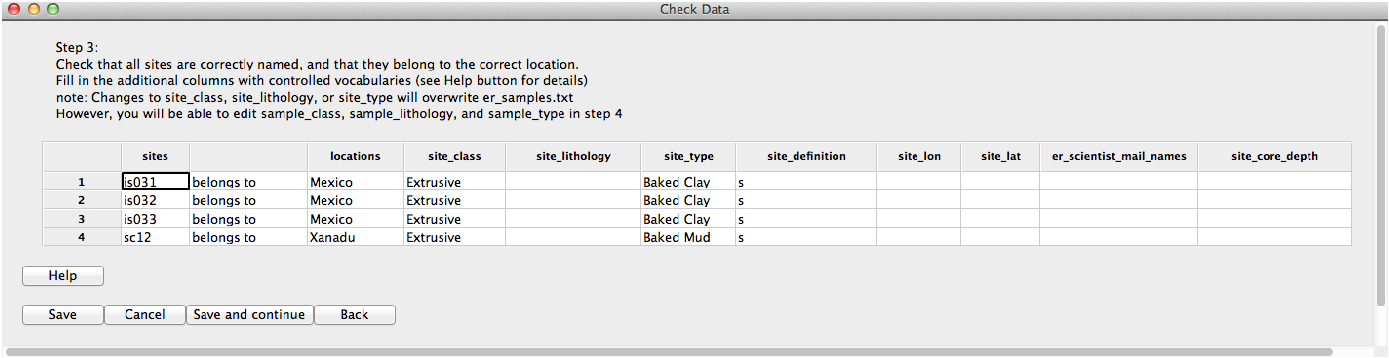 Check Data
Step 3:
Check that all sites are correctly named, and that they belong to the correct location.
Fill in the additional columns with controlled vocabularies (see Help button for details)
note: Changes to site_class, site_lithology, or site_type will overwrite er_samples.txt
However, you will be able to edit sample_class, sample_lithology, and sample_type in step 4
sites locations site_class site_lithology site_type site_definition site_lon site_lat er_scientist_mail_names site_core_depth
1 is031 belongs to Mexico Extrusive Baked Clay s
2 is032 belongs to Mexico Extrusive Baked Clay s
3 is033 belongs to Mexico Extrusive Baked Clay s
4 sc12 belongs to Xanadu Extrusive Baked Mud s
Help
Save Cancel Save and continue Back